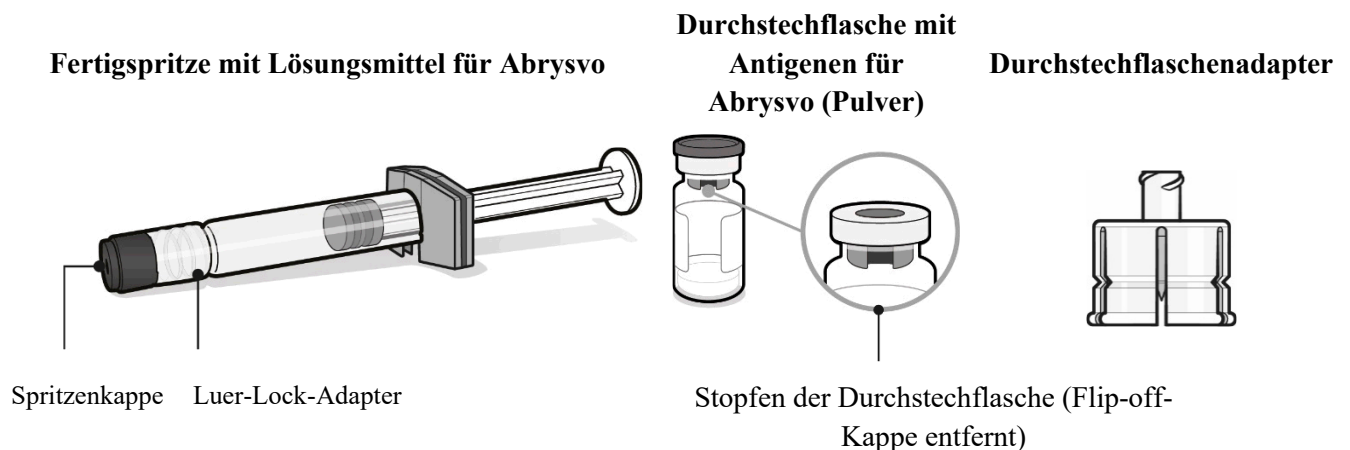 Fertigspritze mit Lösungsmittel für Abrysvo
Durchstechflasche mit
Antigenen für
Abrysvo (Pulver)
Durchstechflaschenadapter
Spritzenkappe
Luer-Lock-Adapter
Stopfen der Durchstechflasche (Flip-off-
Kappe entfernt)